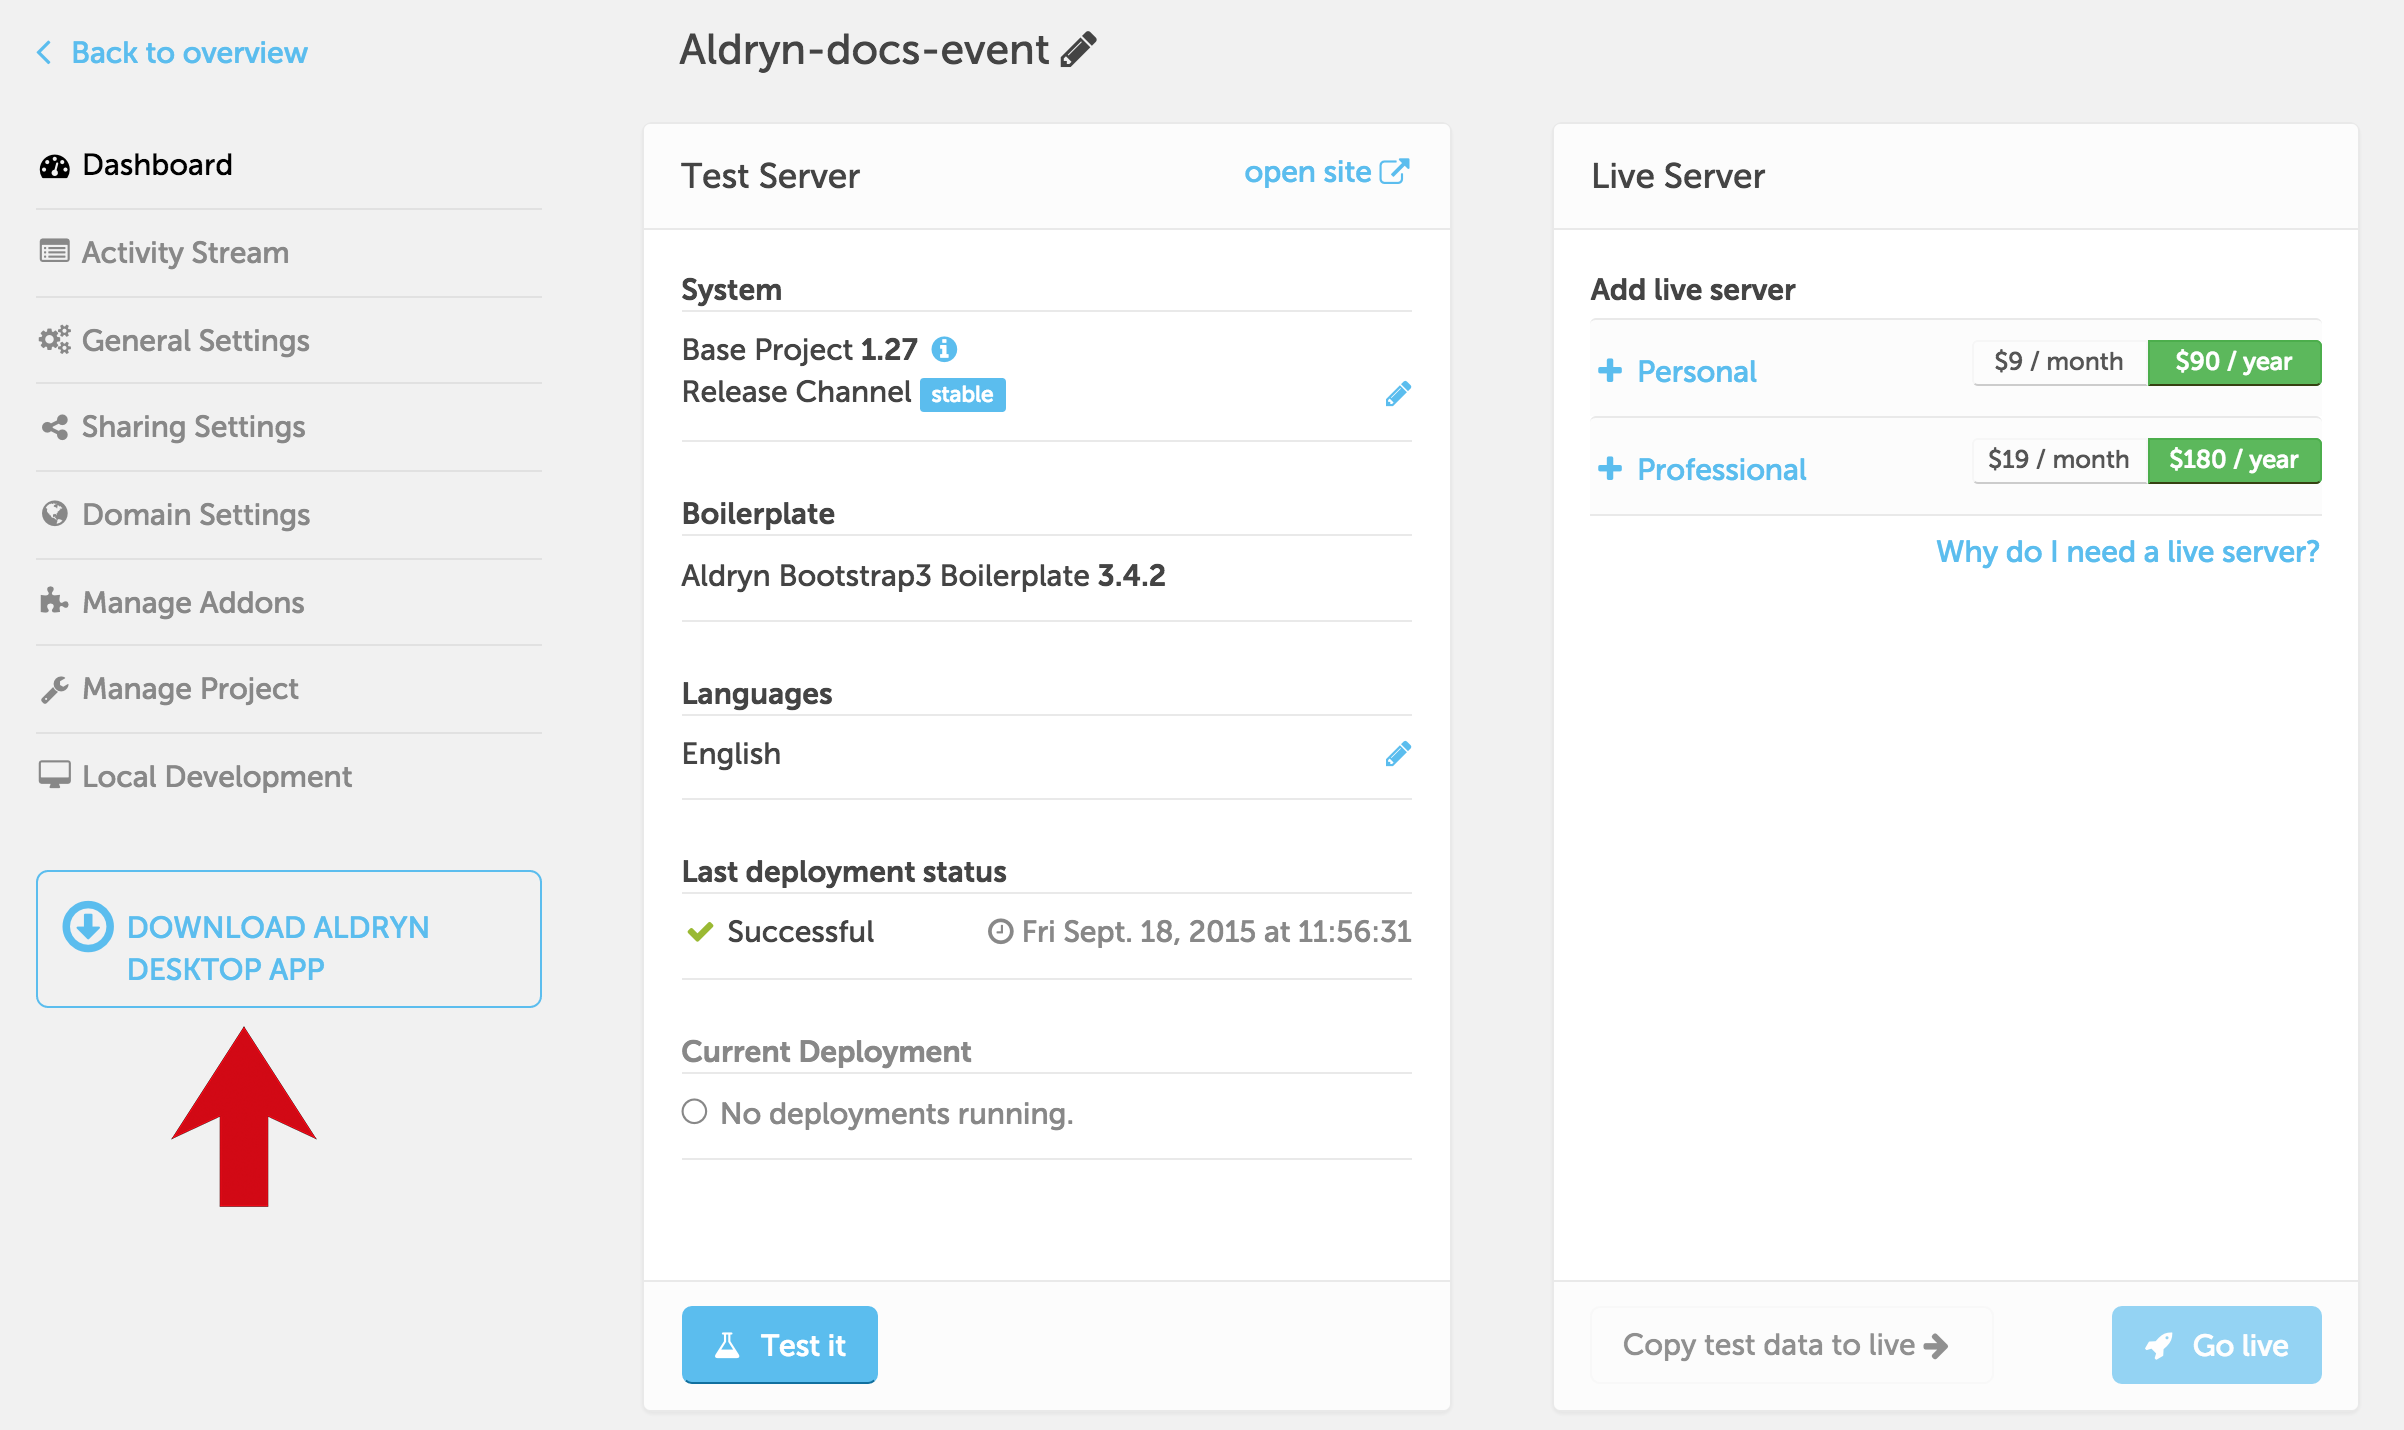 Back to overview
Aldryn-docs-event
Dashboard
Activity Stream
General Settings
Sharing Settings
Domain Settings
Manage Addons
Manage Project
Local Development
DOWNLOAD ALDRYN
DESKTOP APP
Test Server
open site
System
Base Project 1.27
Release Channel stable
Boilerplate
Aldryn Bootstrap3 Boilerplate 3.4.2
Languages
English
Last deployment status
Successful Fri Sept. 18, 2015 at 11:56:31
Current Deployment
No deployments running.
Test it
Live Server
Add live server
Personal $9 / month $90 / year
Professional $19 / month $180 / year
Why do I need a live server?
Copy test data to live
Go live